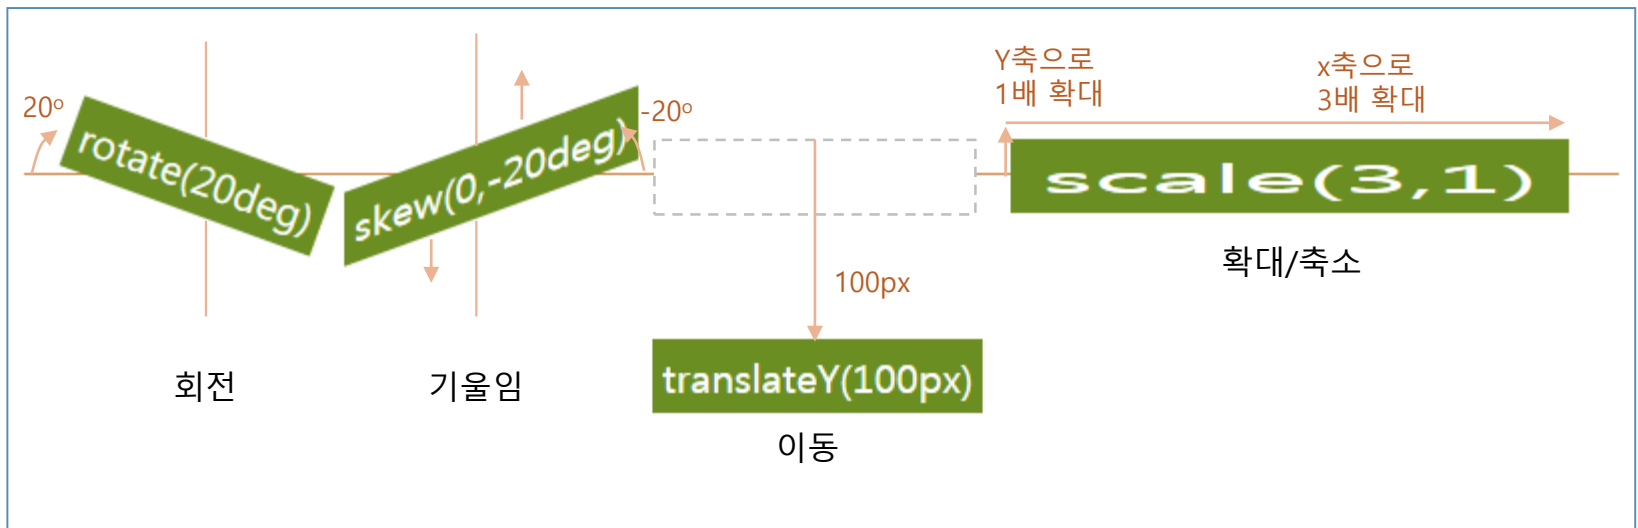 20º
rotate(20deg)
회전
skew(0,-20deg)
-20º
기울임
100px
translateY(100px)
이동
Y축으로
1배 확대
x축으로
3배 확대
scale(3,1)
확대/축소